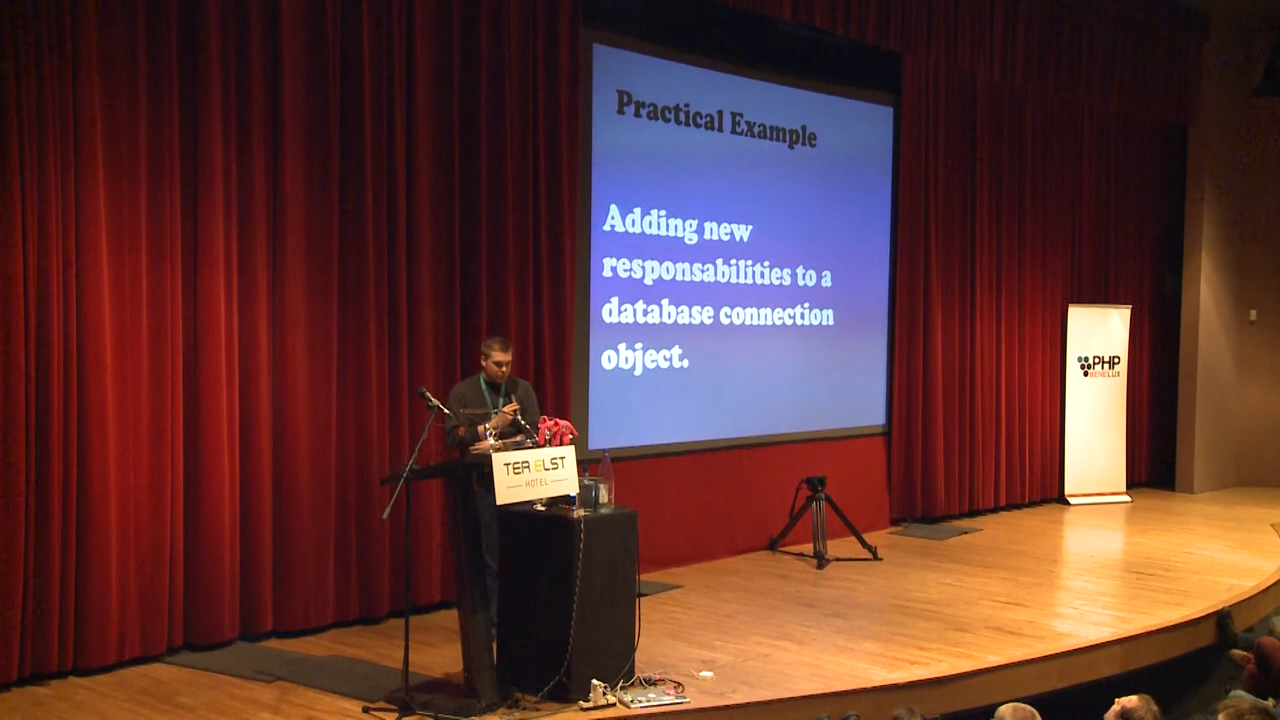 Practical Example
Adding new
responsabilities to a
database connection
object.
TER ELST
HOTEL
PHP
BENELUX